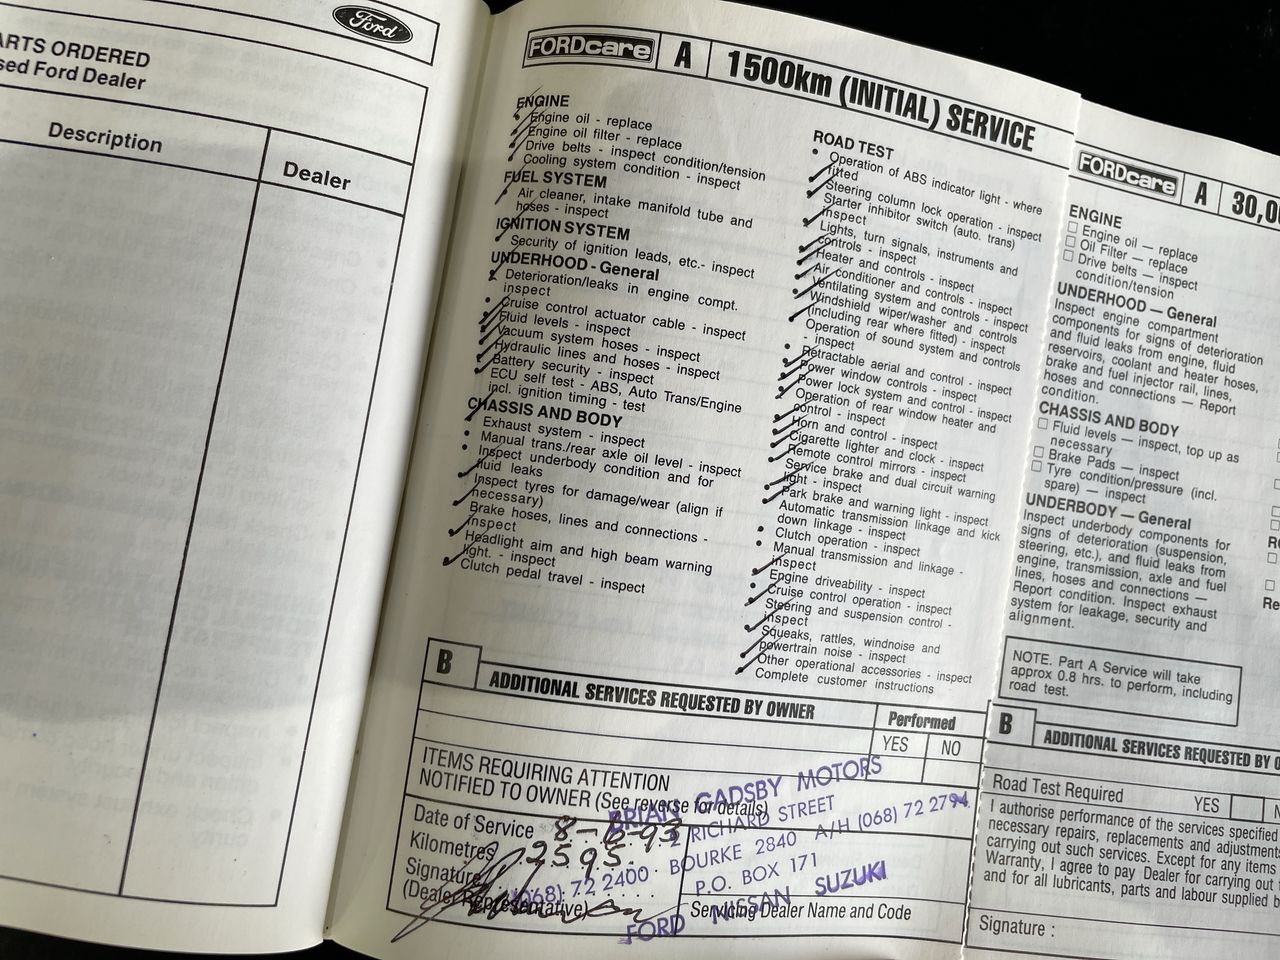 Ford
ARTS ORDERED
sed Ford Dealer
Description
Dealer
FORDcare A 1500km (INITIAL) SERVICE
ENGINE
Engine oil - replace
Engine oil filter - replace
Drive belts - inspect condition/tension
Cooling system condition - inspect
FUEL SYSTEM
Air cleaner, intake manifold tube and
hoses - inspect
IGNITION SYSTEM
Security of ignition leads, etc.- inspect
UNDERHOOD - General
Deterioration/leaks in engine compt.
inspect
Cruise control actuator cable - inspect
Fluid levels - inspect
Vacuum system hoses - inspect
Hydraulic lines and hoses - inspect
Battery security - inspect
ECU self test - ABS, Auto Trans/Engine
incl. ignition timing - test
CHASSIS AND BODY
Exhaust system - inspect
• Manual trans./rear axle oil level - inspect
• Inspect underbody condition and for
fluid leaks
Inspect tyres for damage/wear (align if
necessary)
Brake hoses, lines and connections -
inspect
Headlight aim and high beam warning
light. - inspect
Clutch pedal travel - inspect
ROAD TEST
• Operation of ABS indicator light - where
fitted
Steering column lock operation - inspect
Starter inhibitor switch (auto. trans)
inspect
Lights, turn signals, instruments and
controls - inspect
Heater and controls - inspect
Air conditioner and controls - inspect
Ventilating system and controls - inspect
Windshield wiper/washer and controls
(including rear where fitted) - inspect
Operation of sound system and controls
- inspect
Retractable aerial and control - inspect
Power window controls - inspect
Power lock system and control - inspect
Operation of rear window heater and
control - inspect
Horn and control - inspect
Cigarette lighter and clock - inspect
Remote control mirrors - inspect
Service brake and dual circuit warning
light - inspect
Park brake and warning light - inspect
Automatic transmission linkage and kick
down linkage - inspect
• Clutch operation - inspect
• Manual transmission and linkage -
inspect
Engine driveability - inspect
Cruise control operation - inspect
Steering and suspension control -
inspect
Squeaks, rattles, windnoise and
powertrain noise - inspect
Other operational accessories - inspect
Complete customer instructions
B ADDITIONAL SERVICES REQUESTED BY OWNER
Performed
YES NO
ITEMS REQUIRING ATTENTION
NOTIFIED TO OWNER (See reverse for details)
Date of Service 8-6-93
Kilometres 2595
Signature
(Dealer Representative)
Servicing Dealer Name and Code
BRIAN GADSBY MOTORS
RICHARD STREET
BOURKE 2840 A/H (068) 72 2794
(068) 72 2400 P.O. BOX 171
FORD NISSAN SUZUKI
FORDcare A 30,0
ENGINE
Engine oil — replace
Oil Filter — replace
Drive belts — inspect
condition/tension
UNDERHOOD — General
Inspect engine compartment
components for signs of deterioration
and fluid leaks from engine, fluid
reservoirs, coolant and heater hoses,
brake and fuel injector rail, lines,
hoses and connections — Report
condition.
CHASSIS AND BODY
Fluid levels — inspect, top up as
necessary
Brake Pads — inspect
Tyre condition/pressure (incl.
spare) — inspect
UNDERBODY — General
Inspect underbody components for
signs of deterioration (suspension,
steering, etc.), and fluid leaks from
engine, transmission, axle and fuel
lines, hoses and connections —
Report condition. Inspect exhaust
system for leakage, security and
alignment.
NOTE. Part A Service will take
approx 0.8 hrs. to perform, including
road test.
B ADDITIONAL SERVICES REQUESTED BY O
Road Test Required YES N
I authorise performance of the services specified
necessary repairs, replacements and adjustments
carrying out such services. Except for any items
Warranty, I agree to pay Dealer for carrying out
and for all lubricants, parts and labour supplied b
Signature :